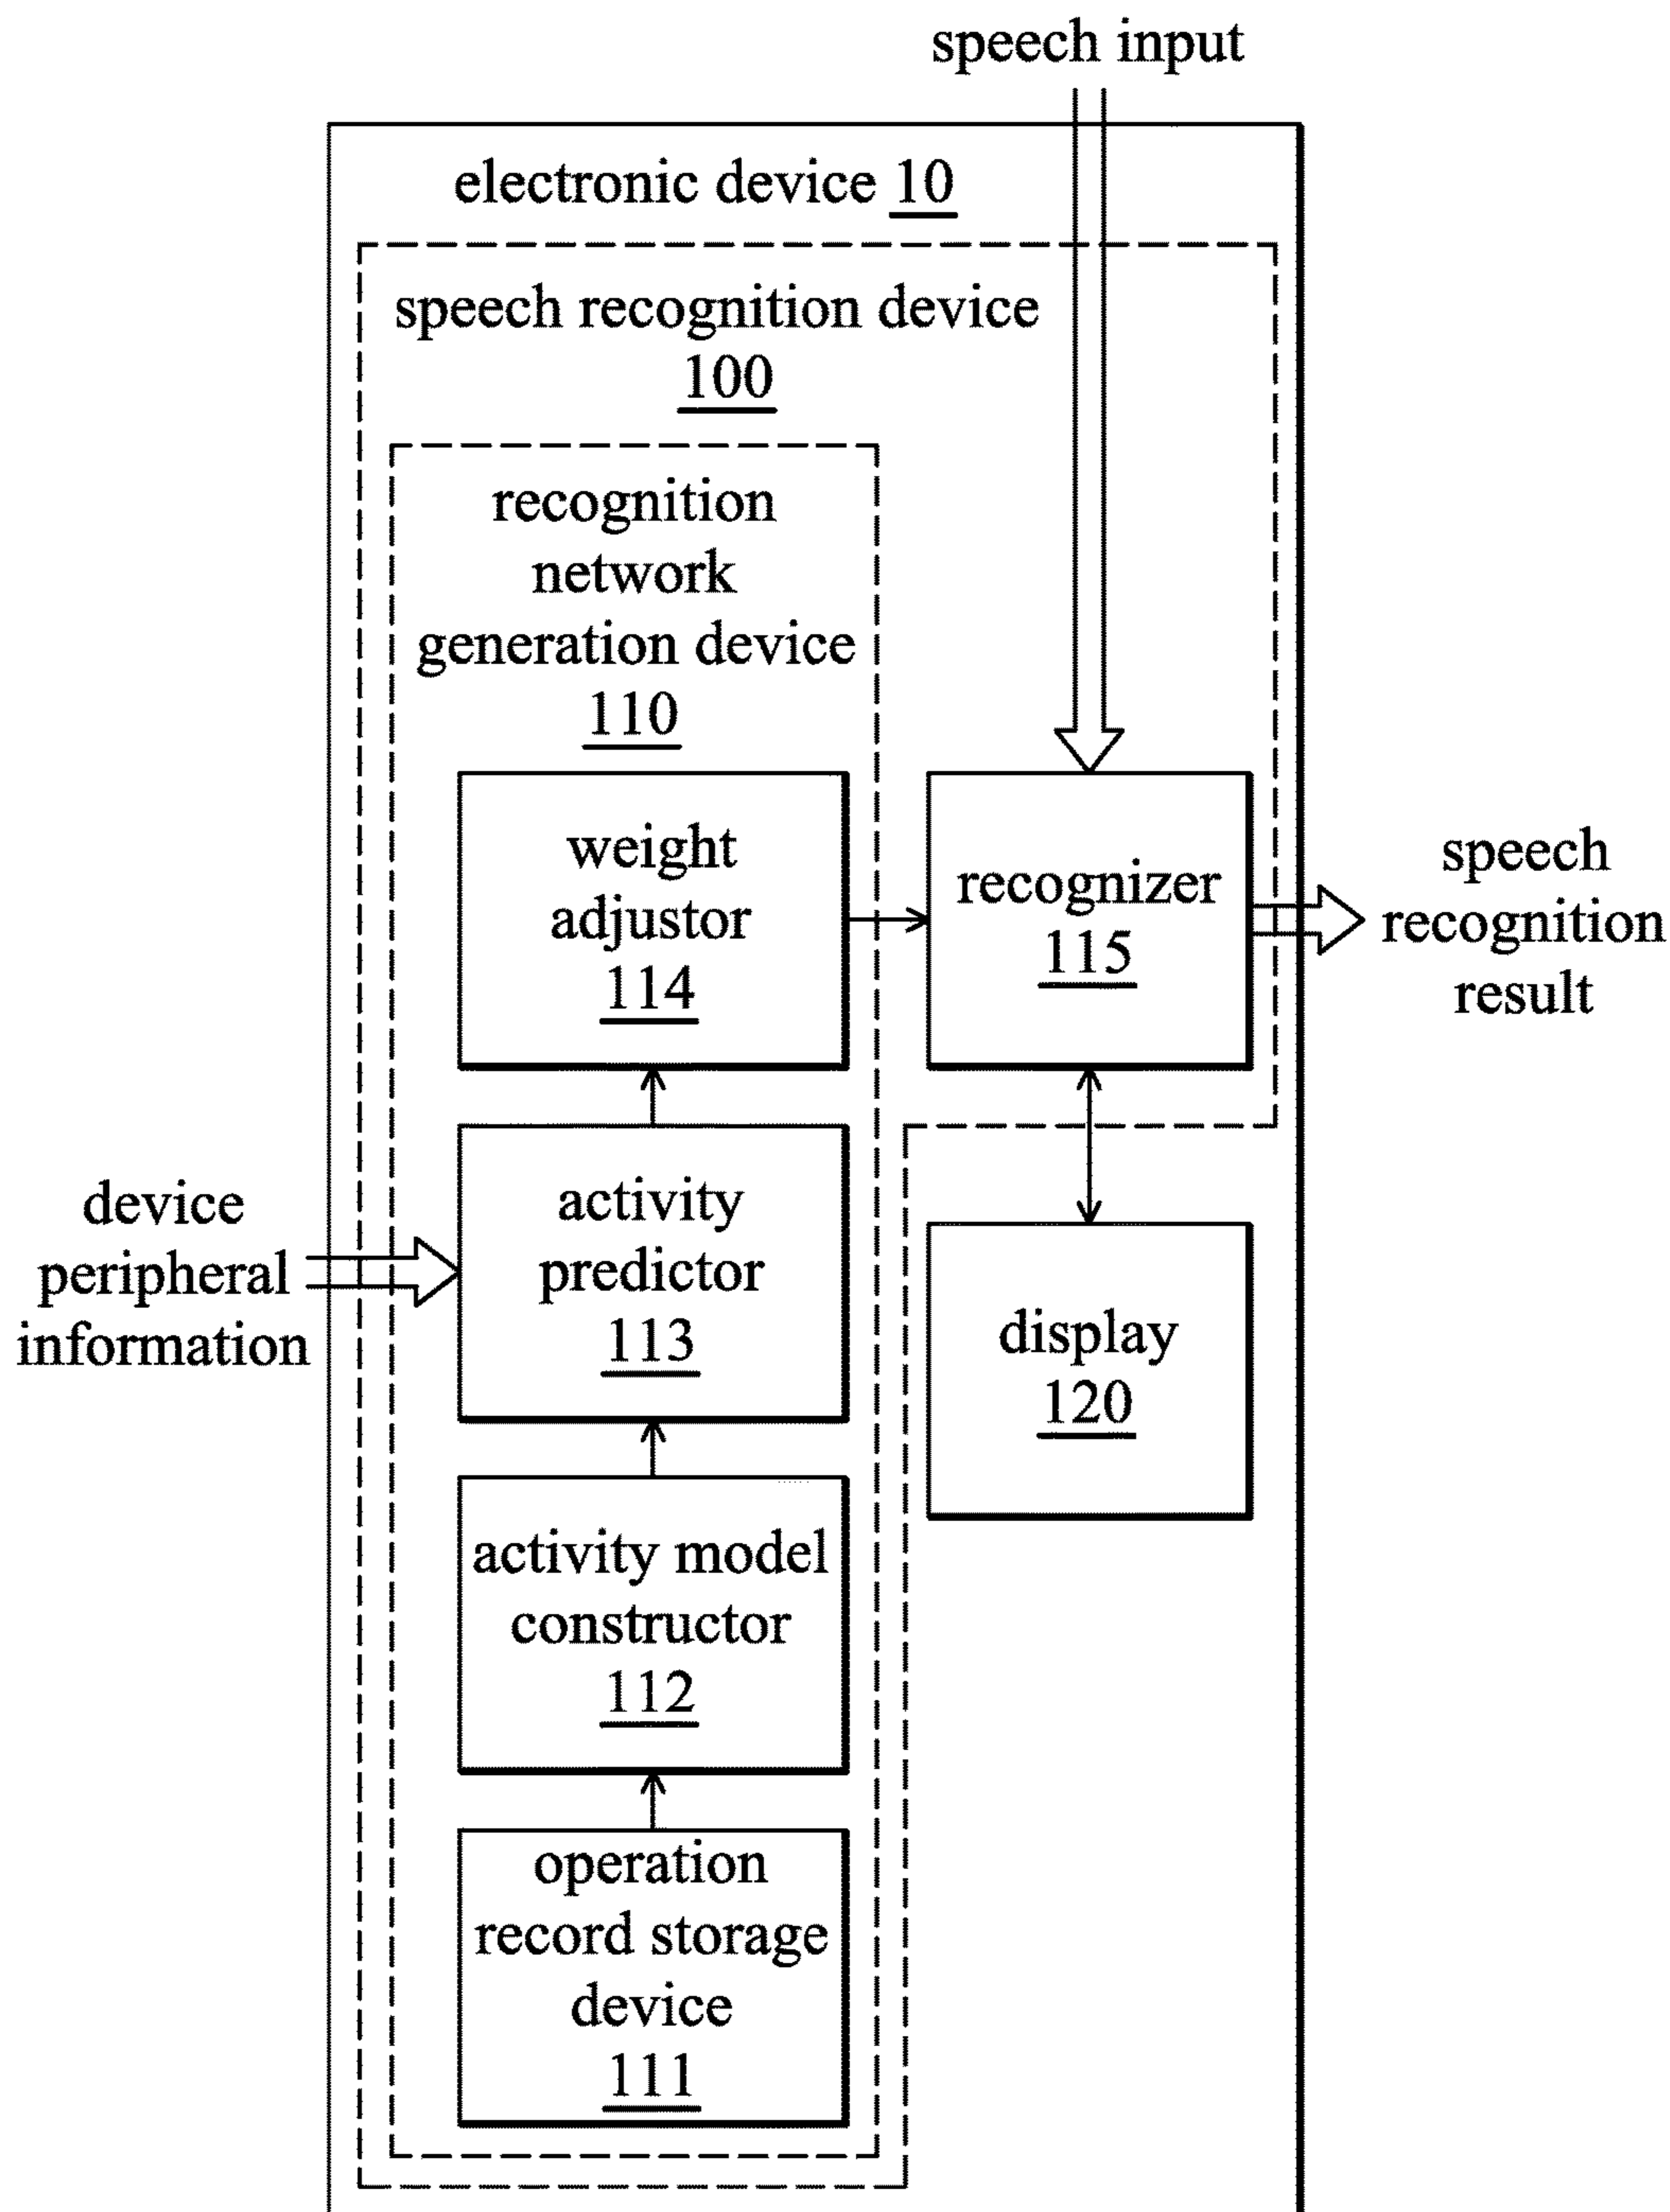 speech input
electronic device 10
speech recognition device
100
recognition
network
generation device
110
weight
adjustor
114
recognizer
115
speech
recognition
result
device
peripheral
information
activity
predictor
113
display
120
activity model
constructor
112
operation
record storage
device
111